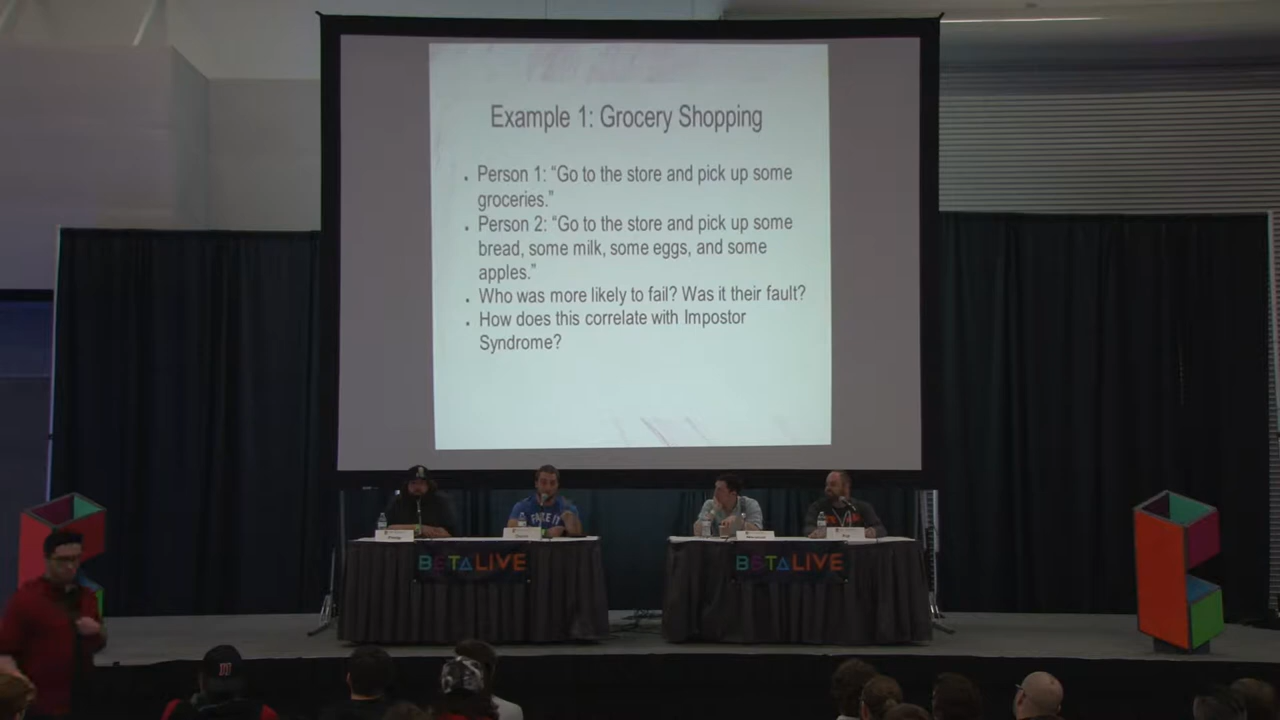 Example 1: Grocery Shopping
• Person 1: “Go to the store and pick up some
groceries.”
• Person 2: “Go to the store and pick up some
bread, some milk, some eggs, and some
apples.”
• Who was more likely to fail? Was it their fault?
• How does this correlate with Impostor
Syndrome?
FAKE IT
BETALIVE
BETALIVE